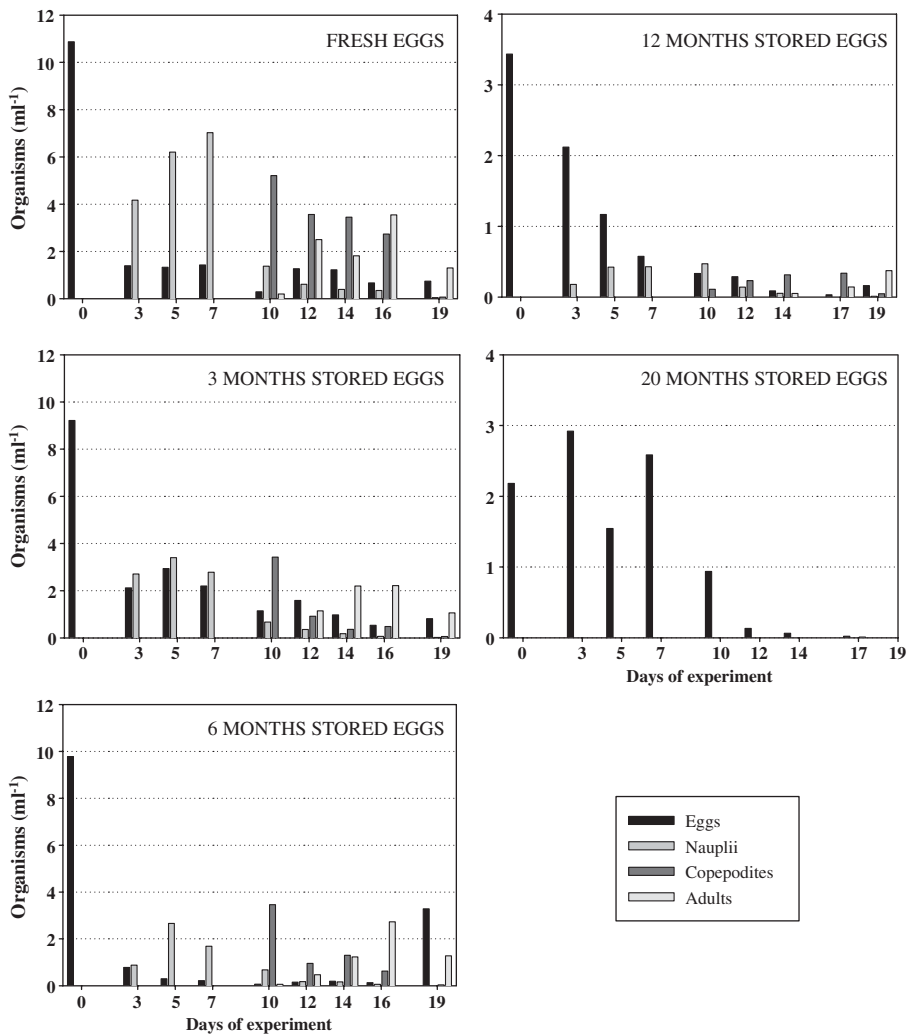 FRESH EGGS
Organisms (ml-1)
12
10
8
6
4
2
0
0 3 5 7 10 12 14 16 19
12 MONTHS STORED EGGS
4
3
2
1
0
0 3 5 7 10 12 14 17 19
3 MONTHS STORED EGGS
Organisms (ml-1)
12
10
8
6
4
2
0
0 3 5 7 10 12 14 16 19
20 MONTHS STORED EGGS
4
3
2
1
0
0 3 5 7 10 12 14 17 19
Days of experiment
6 MONTHS STORED EGGS
Organisms (ml-1)
12
10
8
6
4
2
0
0 3 5 7 10 12 14 16 19
Days of experiment
Eggs
Nauplii
Copepodites
Adults